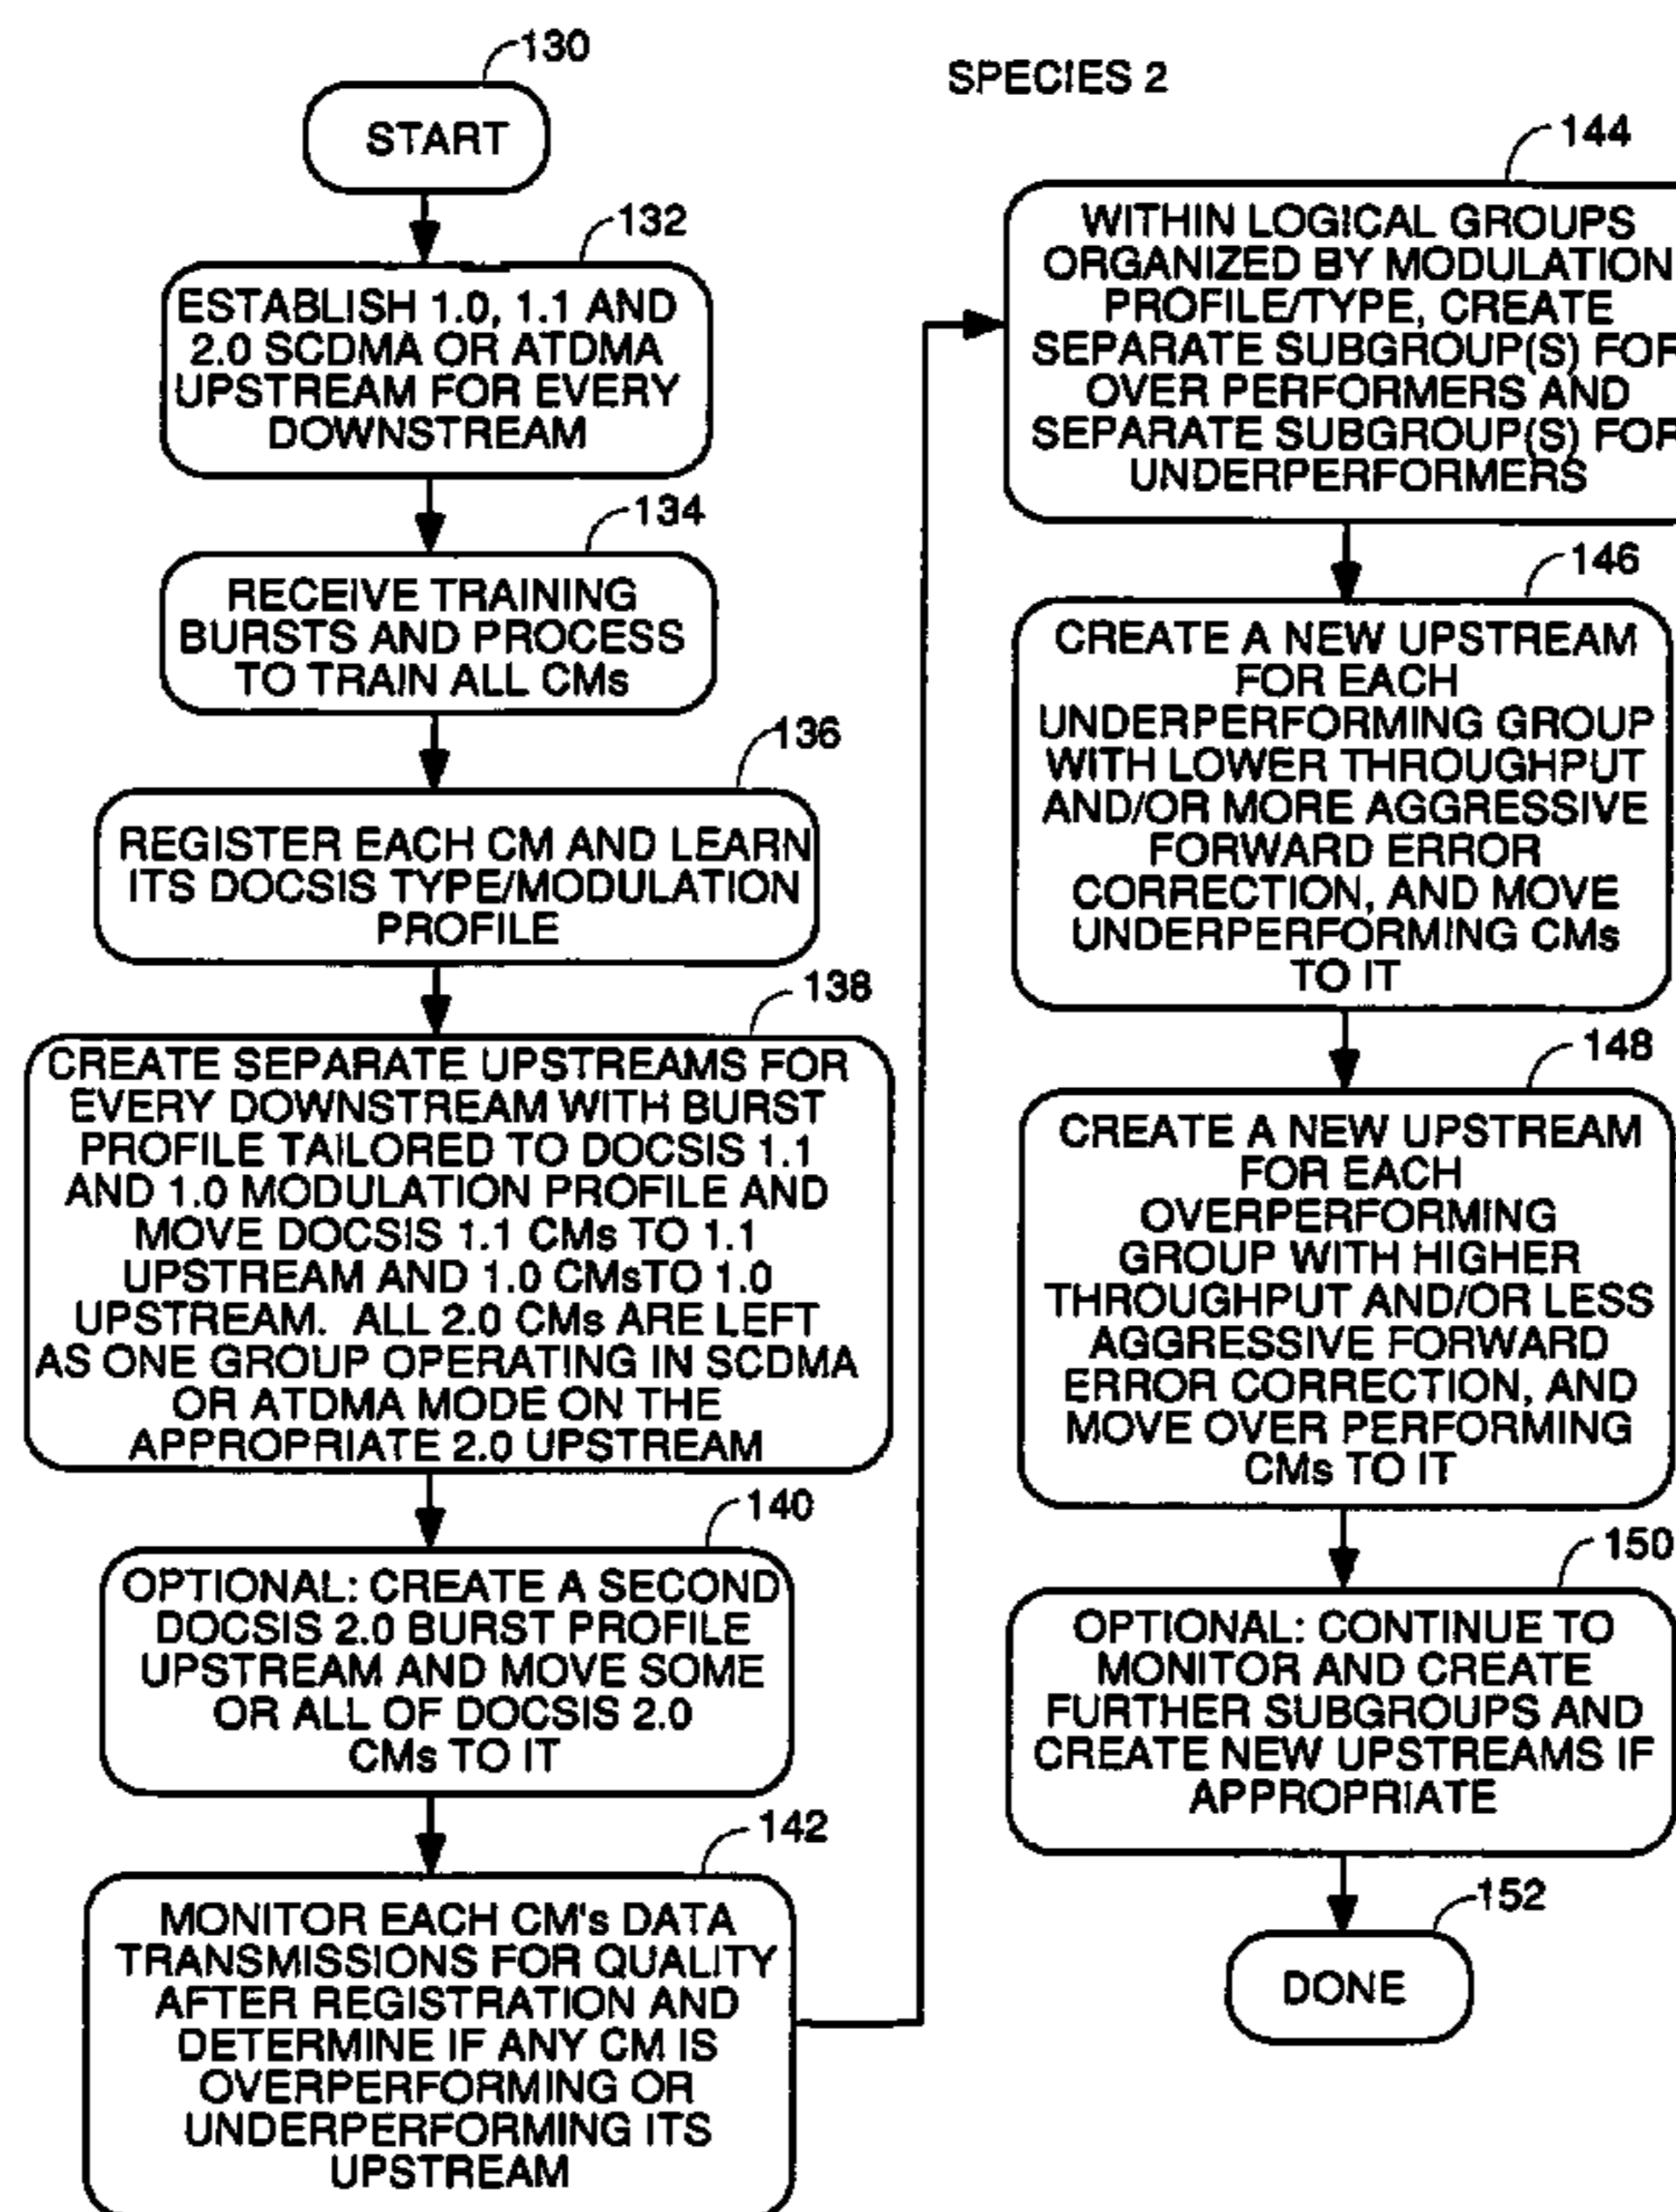 130
SPECIES 2
START
132
ESTABLISH 1.0, 1.1 AND
2.0 SCDMA OR ATDMA
UPSTREAM FOR EVERY
DOWNSTREAM
134
RECEIVE TRAINING
BURSTS AND PROCESS
TO TRAIN ALL CMs
136
REGISTER EACH CM AND LEARN
ITS DOCSIS TYPE/MODULATION
PROFILE
138
CREATE SEPARATE UPSTREAMS FOR
EVERY DOWNSTREAM WITH BURST
PROFILE TAILORED TO DOCSIS 1.1
AND 1.0 MODULATION PROFILE AND
MOVE DOCSIS 1.1 CMs TO 1.1
UPSTREAM AND 1.0 CMsTO 1.0
UPSTREAM. ALL 2.0 CMs ARE LEFT
AS ONE GROUP OPERATING IN SCDMA
OR ATDMA MODE ON THE
APPROPRIATE 2.0 UPSTREAM
140
OPTIONAL: CREATE A SECOND
DOCSIS 2.0 BURST PROFILE
UPSTREAM AND MOVE SOME
OR ALL OF DOCSIS 2.0
CMs TO IT
142
MONITOR EACH CM's DATA
TRANSMISSIONS FOR QUALITY
AFTER REGISTRATION AND
DETERMINE IF ANY CM IS
OVERPERFORMING OR
UNDERPERFORMING ITS
UPSTREAM
144
WITHIN LOGICAL GROUPS
ORGANIZED BY MODULATION
PROFILE/TYPE, CREATE
SEPARATE SUBGROUP(S) FOR
OVER PERFORMERS AND
SEPARATE SUBGROUP(S) FOR
UNDERPERFORMERS
146
CREATE A NEW UPSTREAM
FOR EACH
UNDERPERFORMING GROUP
WITH LOWER THROUGHPUT
AND/OR MORE AGGRESSIVE
FORWARD ERROR
CORRECTION, AND MOVE
UNDERPERFORMING CMs
TO IT
148
CREATE A NEW UPSTREAM
FOR EACH
OVERPERFORMING
GROUP WITH HIGHER
THROUGHPUT AND/OR LESS
AGGRESSIVE FORWARD
ERROR CORRECTION, AND
MOVE OVER PERFORMING
CMs TO IT
150
OPTIONAL: CONTINUE TO
MONITOR AND CREATE
FURTHER SUBGROUPS AND
CREATE NEW UPSTREAMS IF
APPROPRIATE
152
DONE